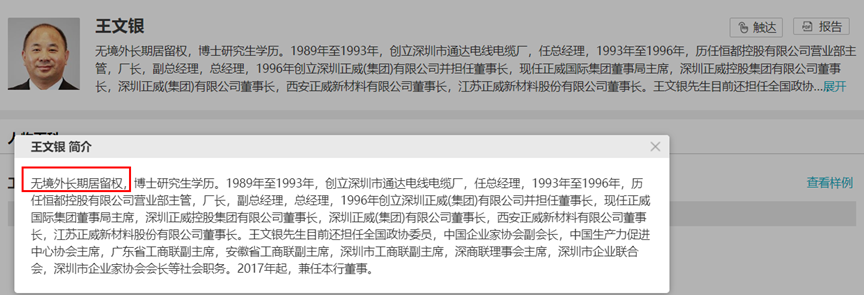 王文银
触达
报告
无境外长期居留权，博士研究生学历。1989年至1993年，创立深圳市通达电线电缆厂，任总经理，1993年至1996年，历任恒都控股有限公司营业部主
管，厂长，副总经理，总经理，1996年创立深圳正威(集团)有限公司并担任董事长，现任正威国际集团董事局主席，深圳正威控股集团有限公司董事
长，深圳正威(集团)有限公司董事长，西安正威新材料有限公司董事长，江苏正威新材料股份有限公司董事长。王文银先生目前还担任全国政协...展开
王文银 简介
无境外长期居留权，博士研究生学历。1989年至1993年，创立深圳市通达电线电缆厂，任总经理，1993年至1996年，历
任恒都控股有限公司营业部主管，厂长，副总经理，总经理，1996年创立深圳正威(集团)有限公司并担任董事长，现任正威
国际集团董事局主席，深圳正威控股集团有限公司董事长，深圳正威(集团)有限公司董事长，西安正威新材料有限公司董事
长，江苏正威新材料股份有限公司董事长。王文银先生目前还担任全国政协委员，中国企业家协会副会长，中国生产力促进
中心协会主席，广东省工商联副主席，安徽省工商联副主席，深圳市工商联副主席，深商联理事会主席，深圳市企业联合
会，深圳市企业家协会会长等社会职务。2017年起，兼任本行董事。
查看样例